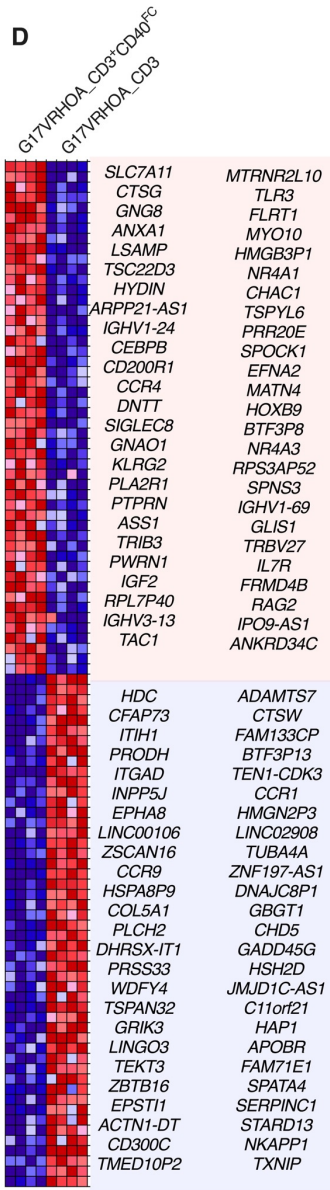 D
G17VRHOA_CD3+CD40FC
G17VRHOA_CD3
SLC7A11
CTSG
GNG8
ANXA1
LSAMP
TSC22D3
HYDIN
ARPP21-AS1
IGHV1-24
CEBPB
CD200R1
CCR4
DNTT
SIGLEC8
GNAO1
KLRG2
PLA2R1
PTPRN
ASS1
TRIB3
PWRN1
IGF2
RPL7P40
IGHV3-13
TAC1
MTRNR2L10
TLR3
FLRT1
MYO10
HMGB3P1
NR4A1
CHAC1
TSPYL6
PRR20E
SPOCK1
EFNA2
MATN4
HOXB9
BTF3P8
NR4A3
RPS3AP52
SPNS3
IGHV1-69
GLIS1
TRBV27
IL7R
FRMD4B
RAG2
IPO9-AS1
ANKRD34C
HDC
CFAP73
ITIH1
PRODH
ITGAD
INPP5J
EPHA8
LINC00106
ZSCAN16
CCR9
HSPA8P9
COL5A1
PLCH2
DHRSX-IT1
PRSS33
WDFY4
TSPAN32
GRIK3
LINGO3
TEKT3
ZBTB16
EPSTI1
ACTN1-DT
CD300C
TMED10P2
ADAMTS7
CTSW
FAM133CP
BTF3P13
TEN1-CDK3
CCR1
HMGN2P3
LINC02908
TUBA4A
ZNF197-AS1
DNAJC8P1
GBGT1
CHD5
GADD45G
HSH2D
JMJD1C-AS1
C11orf21
HAP1
APOBR
FAM71E1
SPATA4
SERPINC1
STARD13
NKAPP1
TXNIP